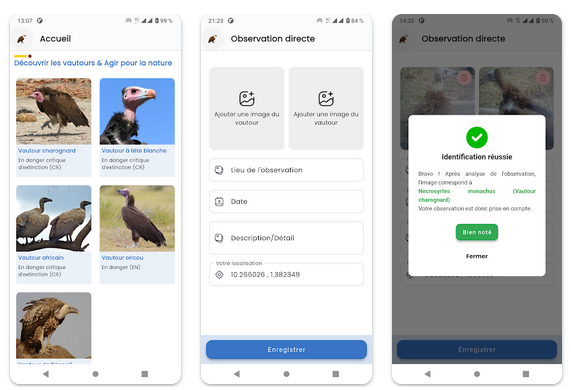 13:07
99 %
Accueil
Découvrir les vautours & Agir pour la nature
Vautour charognard
En danger critique
d'extinction (CR)
Vautour à tête blanche
En danger critique
d'extinction (CR)
Vautour africain
En danger critique
d'extinction (CR)
Vautour oricou
En danger (EN)
21:23
84 %
Observation directe
Ajouter une image du
vautour
Ajouter une image du
vautour
Lieu de l'observation
Date
Description/Détail
Votre localisation
10.266026 , 1.382349
Enregistrer
14:32
90 %
Observation directe
Identification réussie
Bravo ! Après analyse de l'observation,
l'image correspond à
Necrosyrtes monachus (Vautour
charognard)
Votre observation est donc prise en compte.
Bien noté
Fermer
Enregistrer